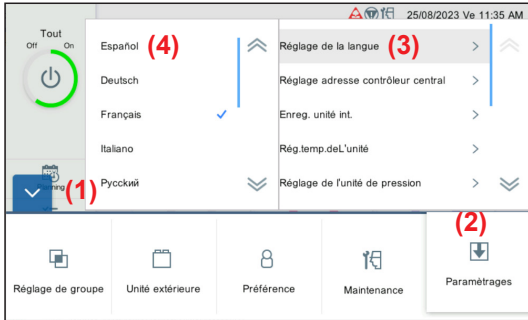 25/08/2023 Ve 11:35 AM
Tout
Off On
Español (4)
Deutsch
Français
Italiano
Русский
Réglage de la langue (3)
Réglage adresse contrôleur central
Enreg. unité int.
Rég.temp.deL'unité
Réglage de l'unité de pression
(1)
(2)
Réglage de groupe
Unité extérieure
Préférence
Maintenance
Paramètrages